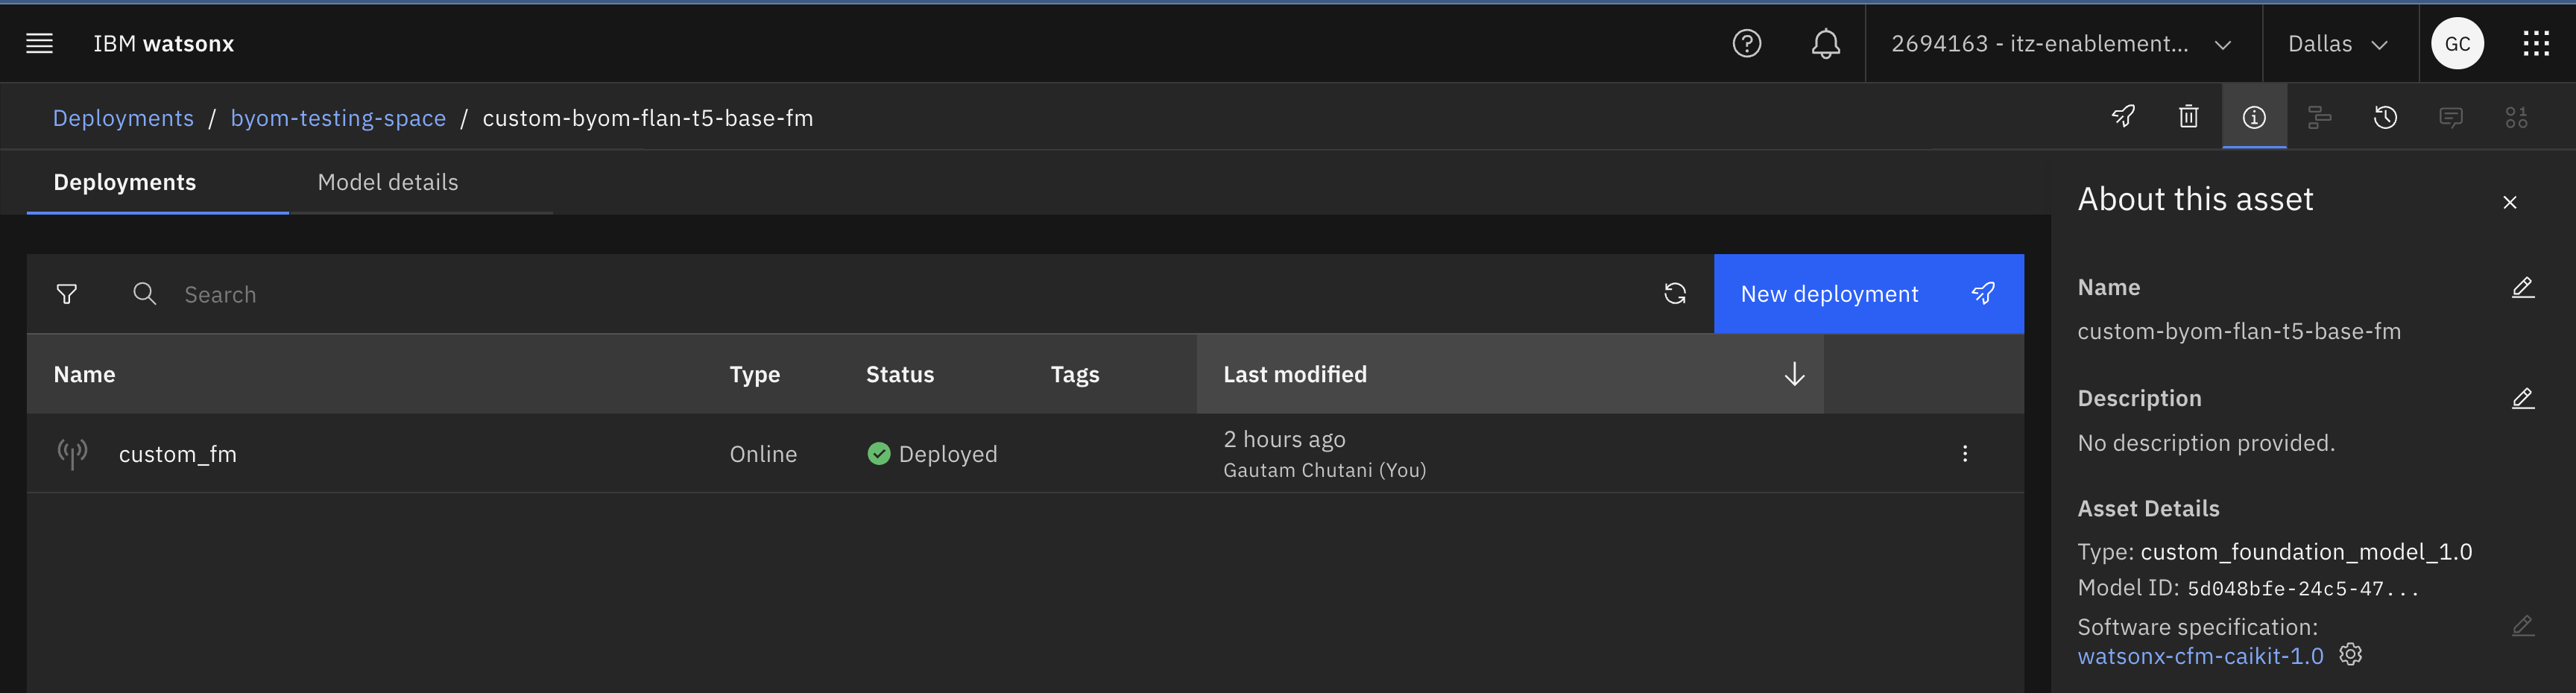 IBM watsonx
2694163 - itz-enablement...
Dallas
GC
Deployments / byom-testing-space / custom-byom-flan-t5-base-fm
Deployments
Model details
Search
New deployment
Name
Type
Status
Tags
Last modified
custom_fm
Online
Deployed
2 hours ago
Gautam Chutani (You)
About this asset
Name
custom-byom-flan-t5-base-fm
Description
No description provided.
Asset Details
Type: custom_foundation_model_1.0
Model ID: 5d048bfe-24c5-47...
Software specification:
watsonx-cfm-caikit-1.0